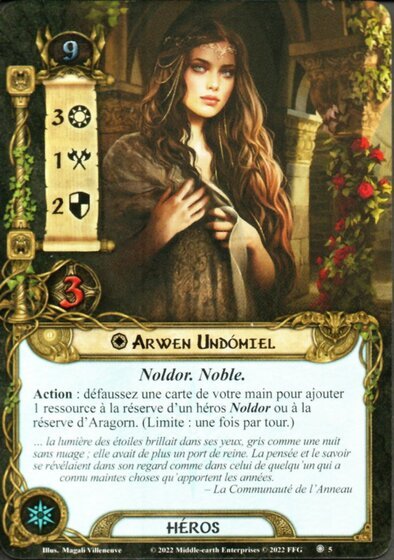 9
3
1
2
3
Arwen Undómiel
Noldor. Noble.
Action : défaussez une carte de votre main pour ajouter
1 ressource à la réserve d'un héros Noldor ou à la
réserve d'Aragorn. (Limite : une fois par tour.)
... la lumière des étoiles brillait dans ses yeux, gris comme une nuit
sans nuage ; elle avait de plus un port de reine. La pensée et le savoir
se révélaient dans son regard comme dans celui de quelqu'un qui a
connu maintes choses qu'apportent les années.
– La Communauté de l'Anneau
HÉROS
Illus. Magali Villeneuve © 2022 Middle-earth Enterprises © 2022 FFG 5